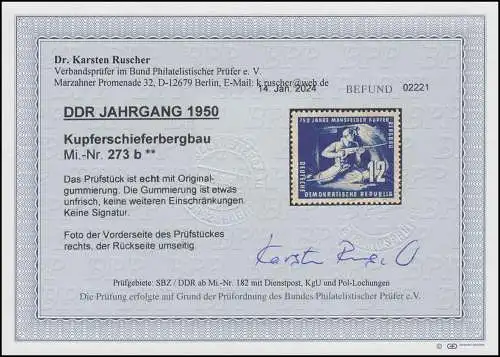 Dr. Karsten Ruscher
Verbandsprüfer im Bund Philatelistischer Prüfer e. V.
Marzahner Promenade 32, D-12679 Berlin, E-Mail: k.ruscher@web.de
14. Jan. 2024
BEFUND 02221
DDR JAHRGANG 1950
Kupferschieferbergbau
Mi.-Nr. 273 b **
Das Prüfstück ist echt mit Original-
gummierung. Die Gummierung ist etwas
unfrisch, keine weiteren Einschränkungen.
Keine Signatur.
Foto der Vorderseite des Prüfstückes
rechts, der Rückseite umseitig.
750 JAHRE MANSFELDER KUPFER
BERGBAU
DEUTSCHE
12
DEMOKRATISCHE REPUBLIK
Karsten Ruscher
Prüfgebiete: SBZ / DDR ab Mi.-Nr. 182 mit Dienstpost, KgU und Pol-Lochungen
Die Prüfung erfolgte auf Grund der Prüfordnung des Bundes Philatelistischer Prüfer e.V.